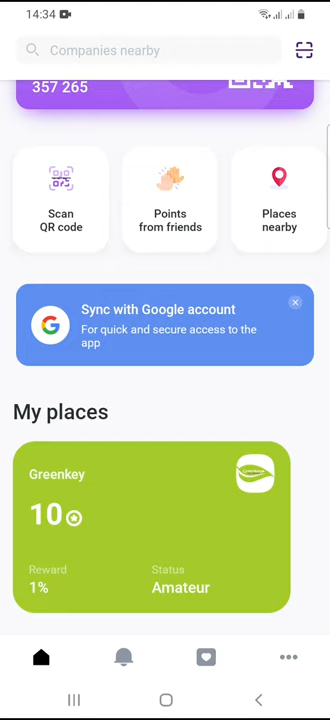 14:34
Companies nearby
357 265
Scan
QR code
Points
from friends
Places
nearby
Sync with Google account
For quick and secure access to the
app
My places
Greenkey
10
Reward
Status
1%
Amateur